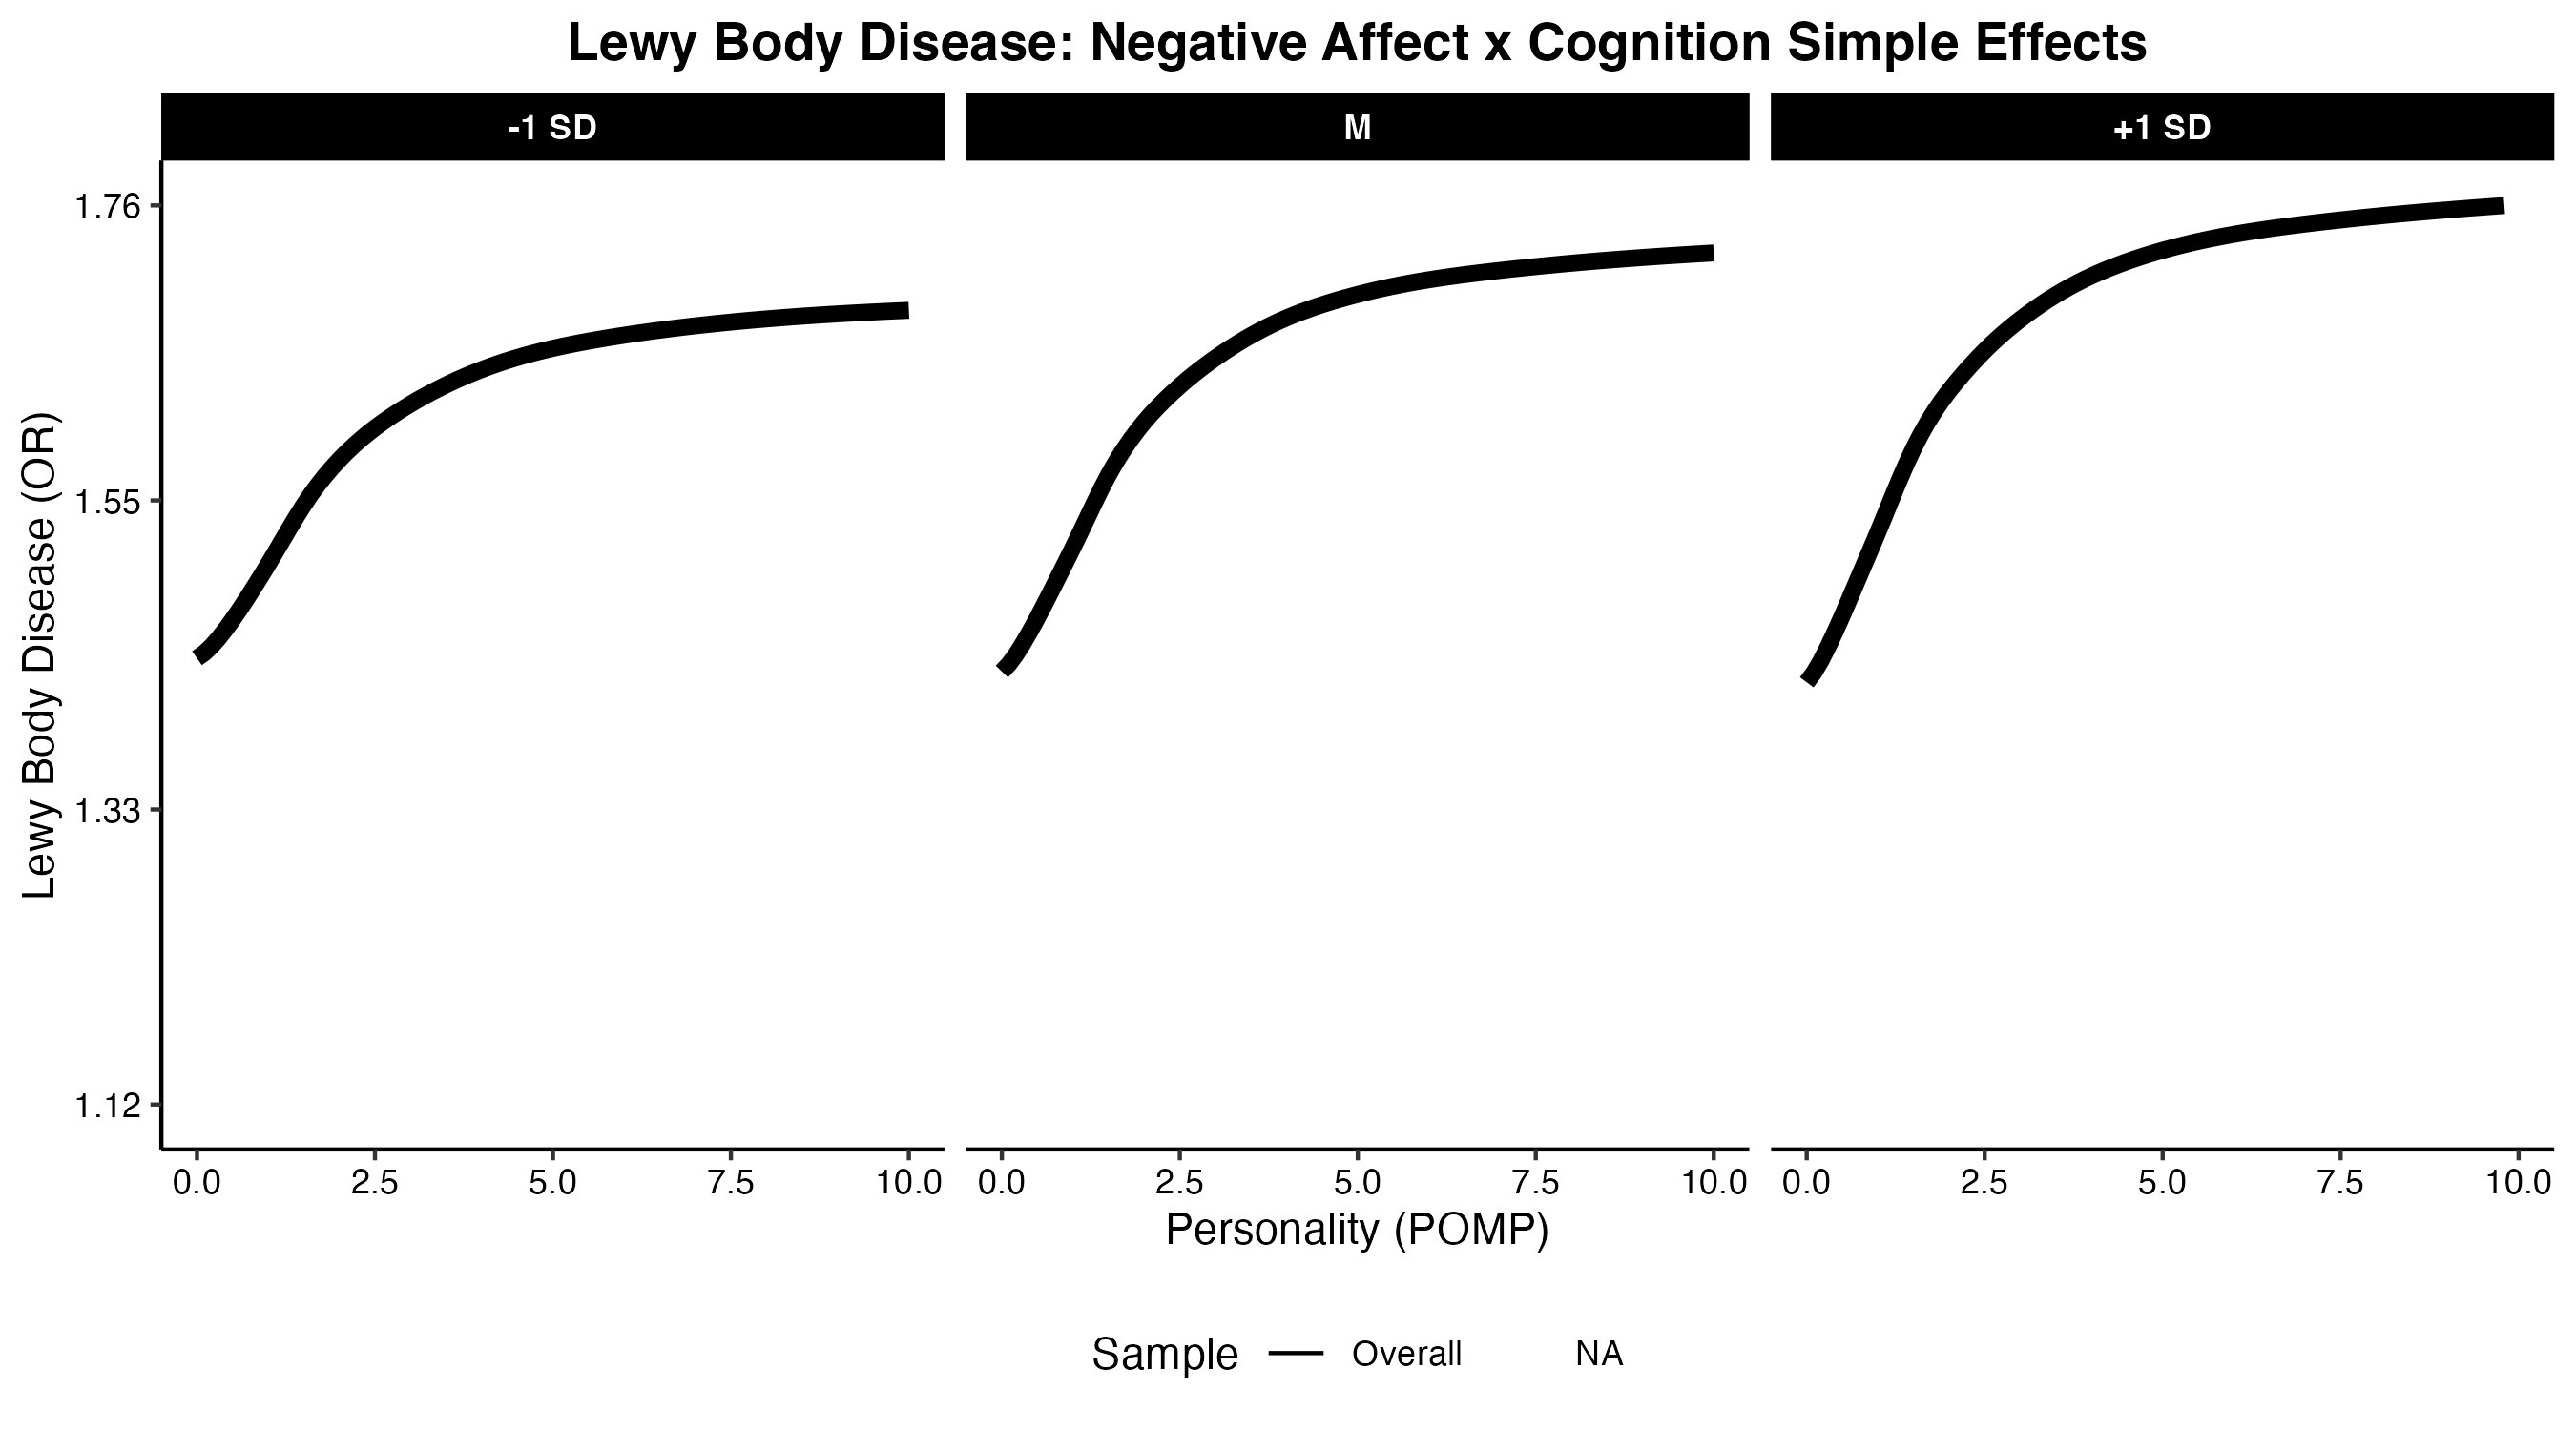 Lewy Body Disease: Negative Affect x Cognition Simple Effects
-1 SD
M
+1 SD
Lewy Body Disease (OR)
1.76
1.55
1.33
1.12
0.0 2.5 5.0 7.5 10.0
0.0 2.5 5.0 7.5 10.0
0.0 2.5 5.0 7.5 10.0
Personality (POMP)
Sample Overall NA